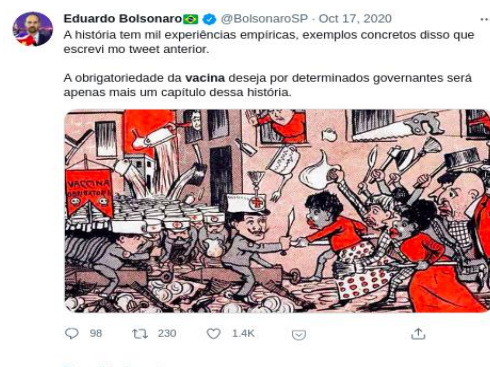 Eduardo Bolsonaro @BolsonaroSP · Oct 17, 2020
A história tem mil experiências empíricas, exemplos concretos disso que
escrevi mo tweet anterior.
A obrigatoriedade da vacina deseja por determinados governantes será
apenas mais um capítulo dessa história.
VACCINA
98 230 1.4K